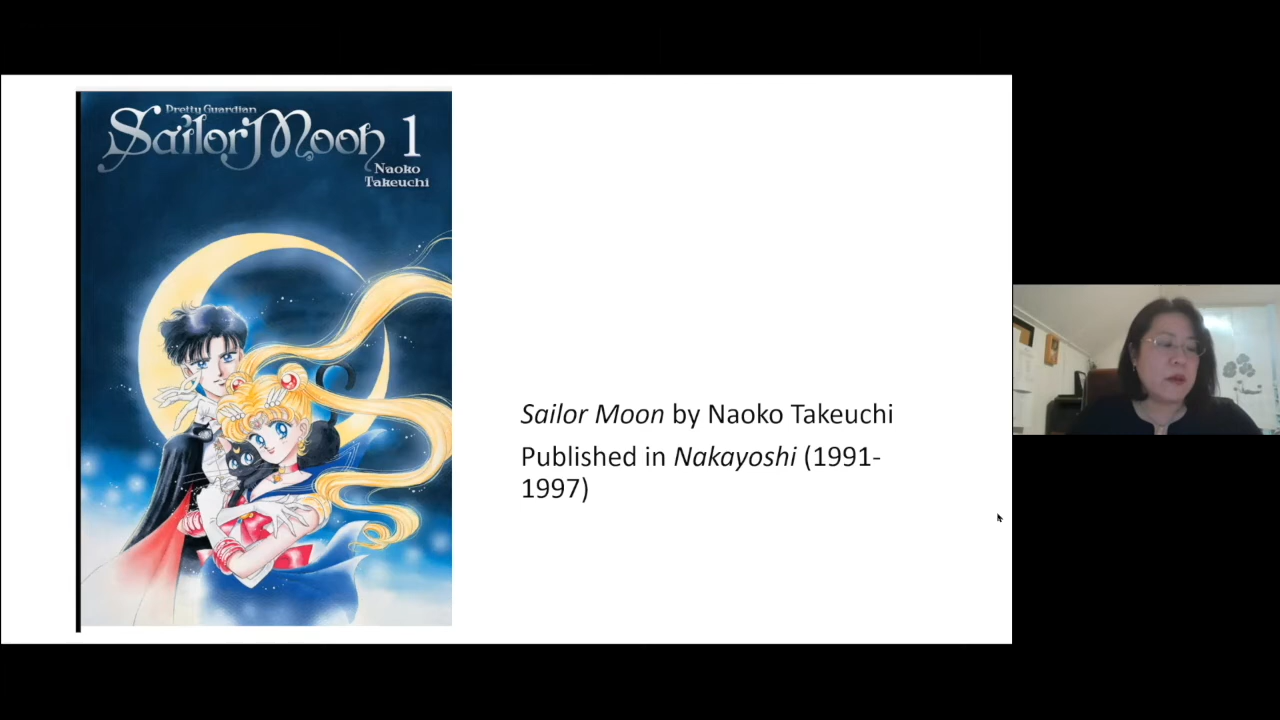 Pretty Guardian
Sailor Moon 1
Naoko
Takeuchi
Sailor Moon by Naoko Takeuchi
Published in Nakayoshi (1991-
1997)